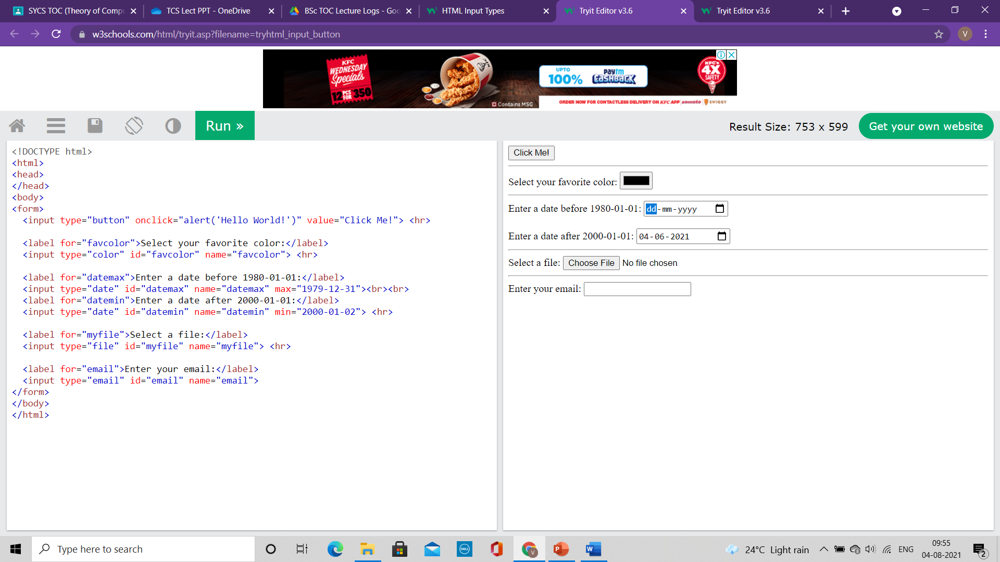 SYCS TOC (Theory of Comp
TCS Lect PPT - OneDrive
BSc TOC Lecture Logs - Goo
HTML Input Types
Tryit Editor v3.6
Tryit Editor v3.6
w3schools.com/html/tryit.asp?filename=tryhtml_input_button
V
KFC
WEDNESDAY
Specials
12 PCS FOR 350
UPTO
100%
paytm
CASHBACK
KFC's
4X
SAFETY
Contains MSG
ORDER NOW FOR CONTACTLESS DELIVERY ON KFC APP zomato SWIGGY
Run »
Result Size: 753 x 599
Get your own website
<!DOCTYPE html>
<html>
<head>
</head>
<body>
<form>
  <input type="button" onclick="alert('Hello World!')" value="Click Me!"> <hr>
  <label for="favcolor">Select your favorite color:</label>
  <input type="color" id="favcolor" name="favcolor"> <hr>
  <label for="datemax">Enter a date before 1980-01-01:</label>
  <input type="date" id="datemax" name="datemax" max="1979-12-31"><br><br>
  <label for="datemin">Enter a date after 2000-01-01:</label>
  <input type="date" id="datemin" name="datemin" min="2000-01-02"> <hr>
  <label for="myfile">Select a file:</label>
  <input type="file" id="myfile" name="myfile"> <hr>
  <label for="email">Enter your email:</label>
  <input type="email" id="email" name="email">
</form>
</body>
</html>
Click Me!
Select your favorite color:
Enter a date before 1980-01-01: dd-mm-yyyy
Enter a date after 2000-01-01: 04-06-2021
Select a file: Choose File No file chosen
Enter your email:
Type here to search
DELL
V
P
W
24°C Light rain
ENG
09:55
04-08-2021
2